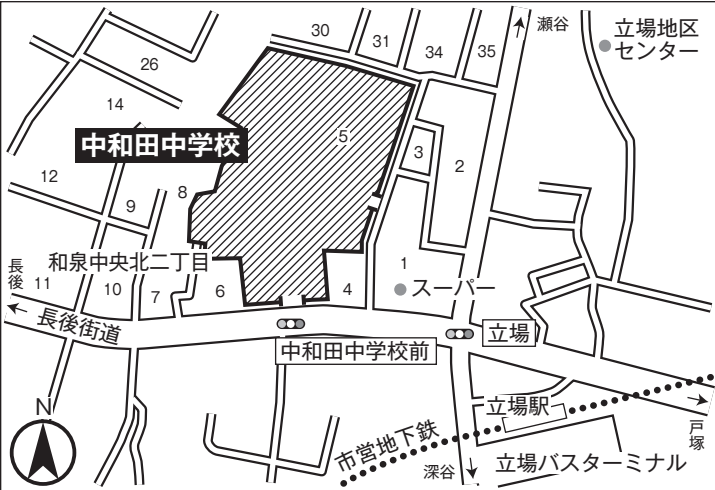 30
31
34
35
瀬谷
立場地区
センター
26
14
5
中和田中学校
3
2
12
8
9
和泉中央北二丁目
長後
11
10
7
6
4
1
スーパー
長後街道
中和田中学校前
立場
N
立場駅
戸塚
市営地下鉄
深谷
立場バスターミナル